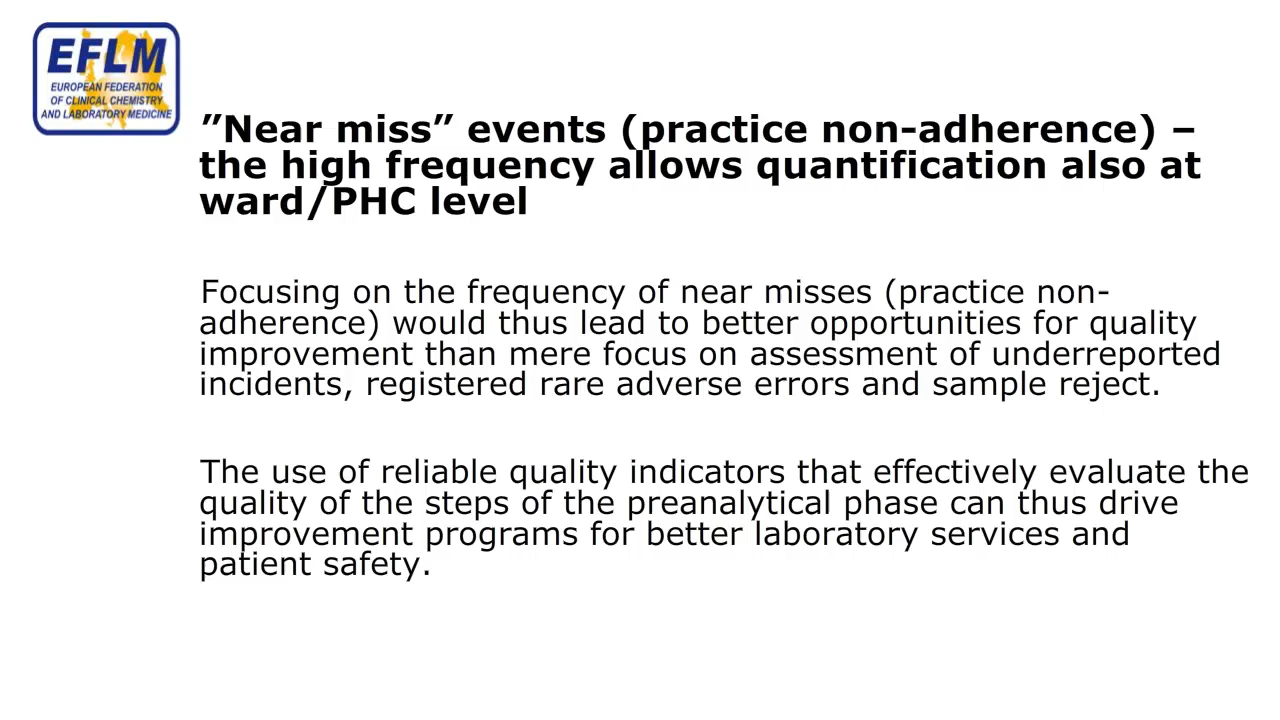 EFLM
EUROPEAN FEDERATION
OF CLINICAL CHEMISTRY
AND LABORATORY MEDICINE
”Near miss” events (practice non-adherence) –
the high frequency allows quantification also at
ward/PHC level
Focusing on the frequency of near misses (practice non-
adherence) would thus lead to better opportunities for quality
improvement than mere focus on assessment of underreported
incidents, registered rare adverse errors and sample reject.
The use of reliable quality indicators that effectively evaluate the
quality of the steps of the preanalytical phase can thus drive
improvement programs for better laboratory services and
patient safety.